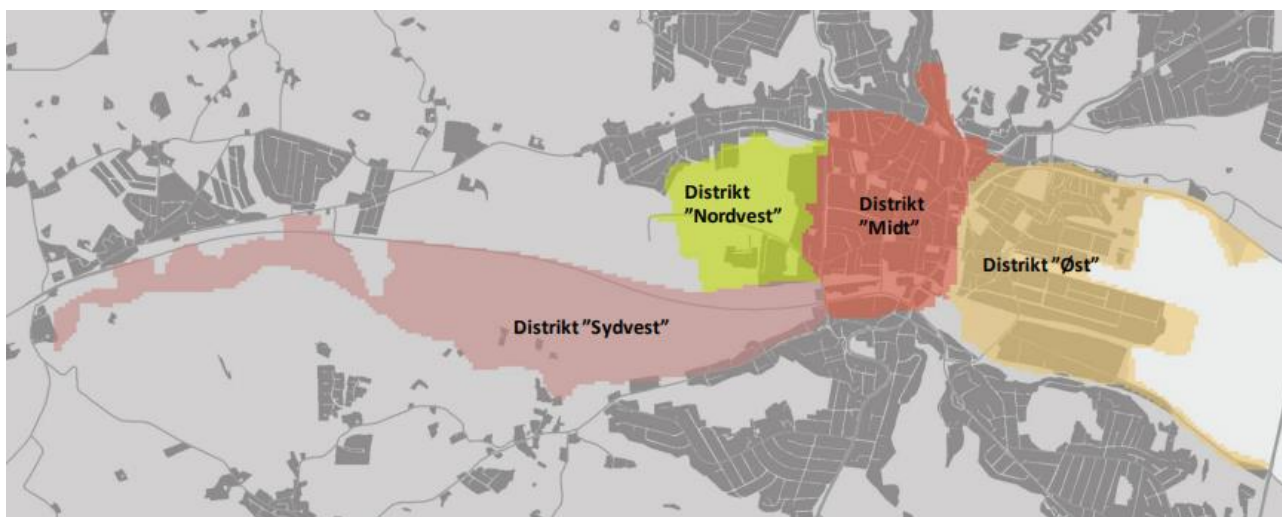 Distrikt
”Nordvest”
Distrikt
”Midt”
Distrikt ”Øst”
Distrikt ”Sydvest”